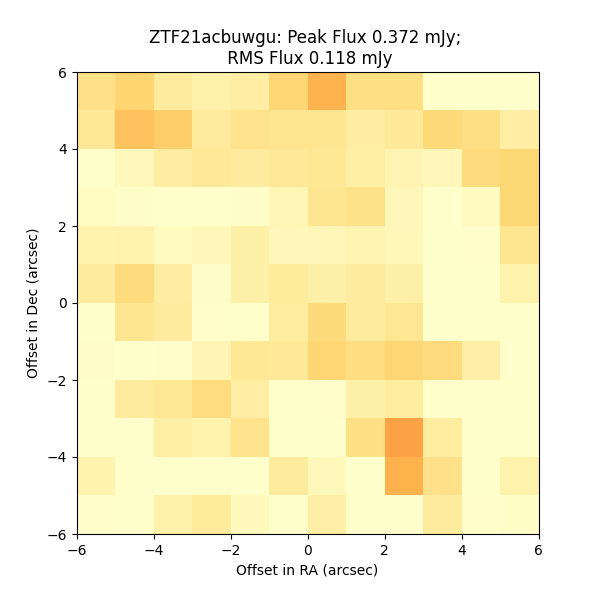 ZTF21acbuwgu: Peak Flux 0.372 mJy;
RMS Flux 0.118 mJy
6
4
2
0
−2
−4
−6
Offset in Dec (arcsec)
−6 −4 −2 0 2 4 6
Offset in RA (arcsec)